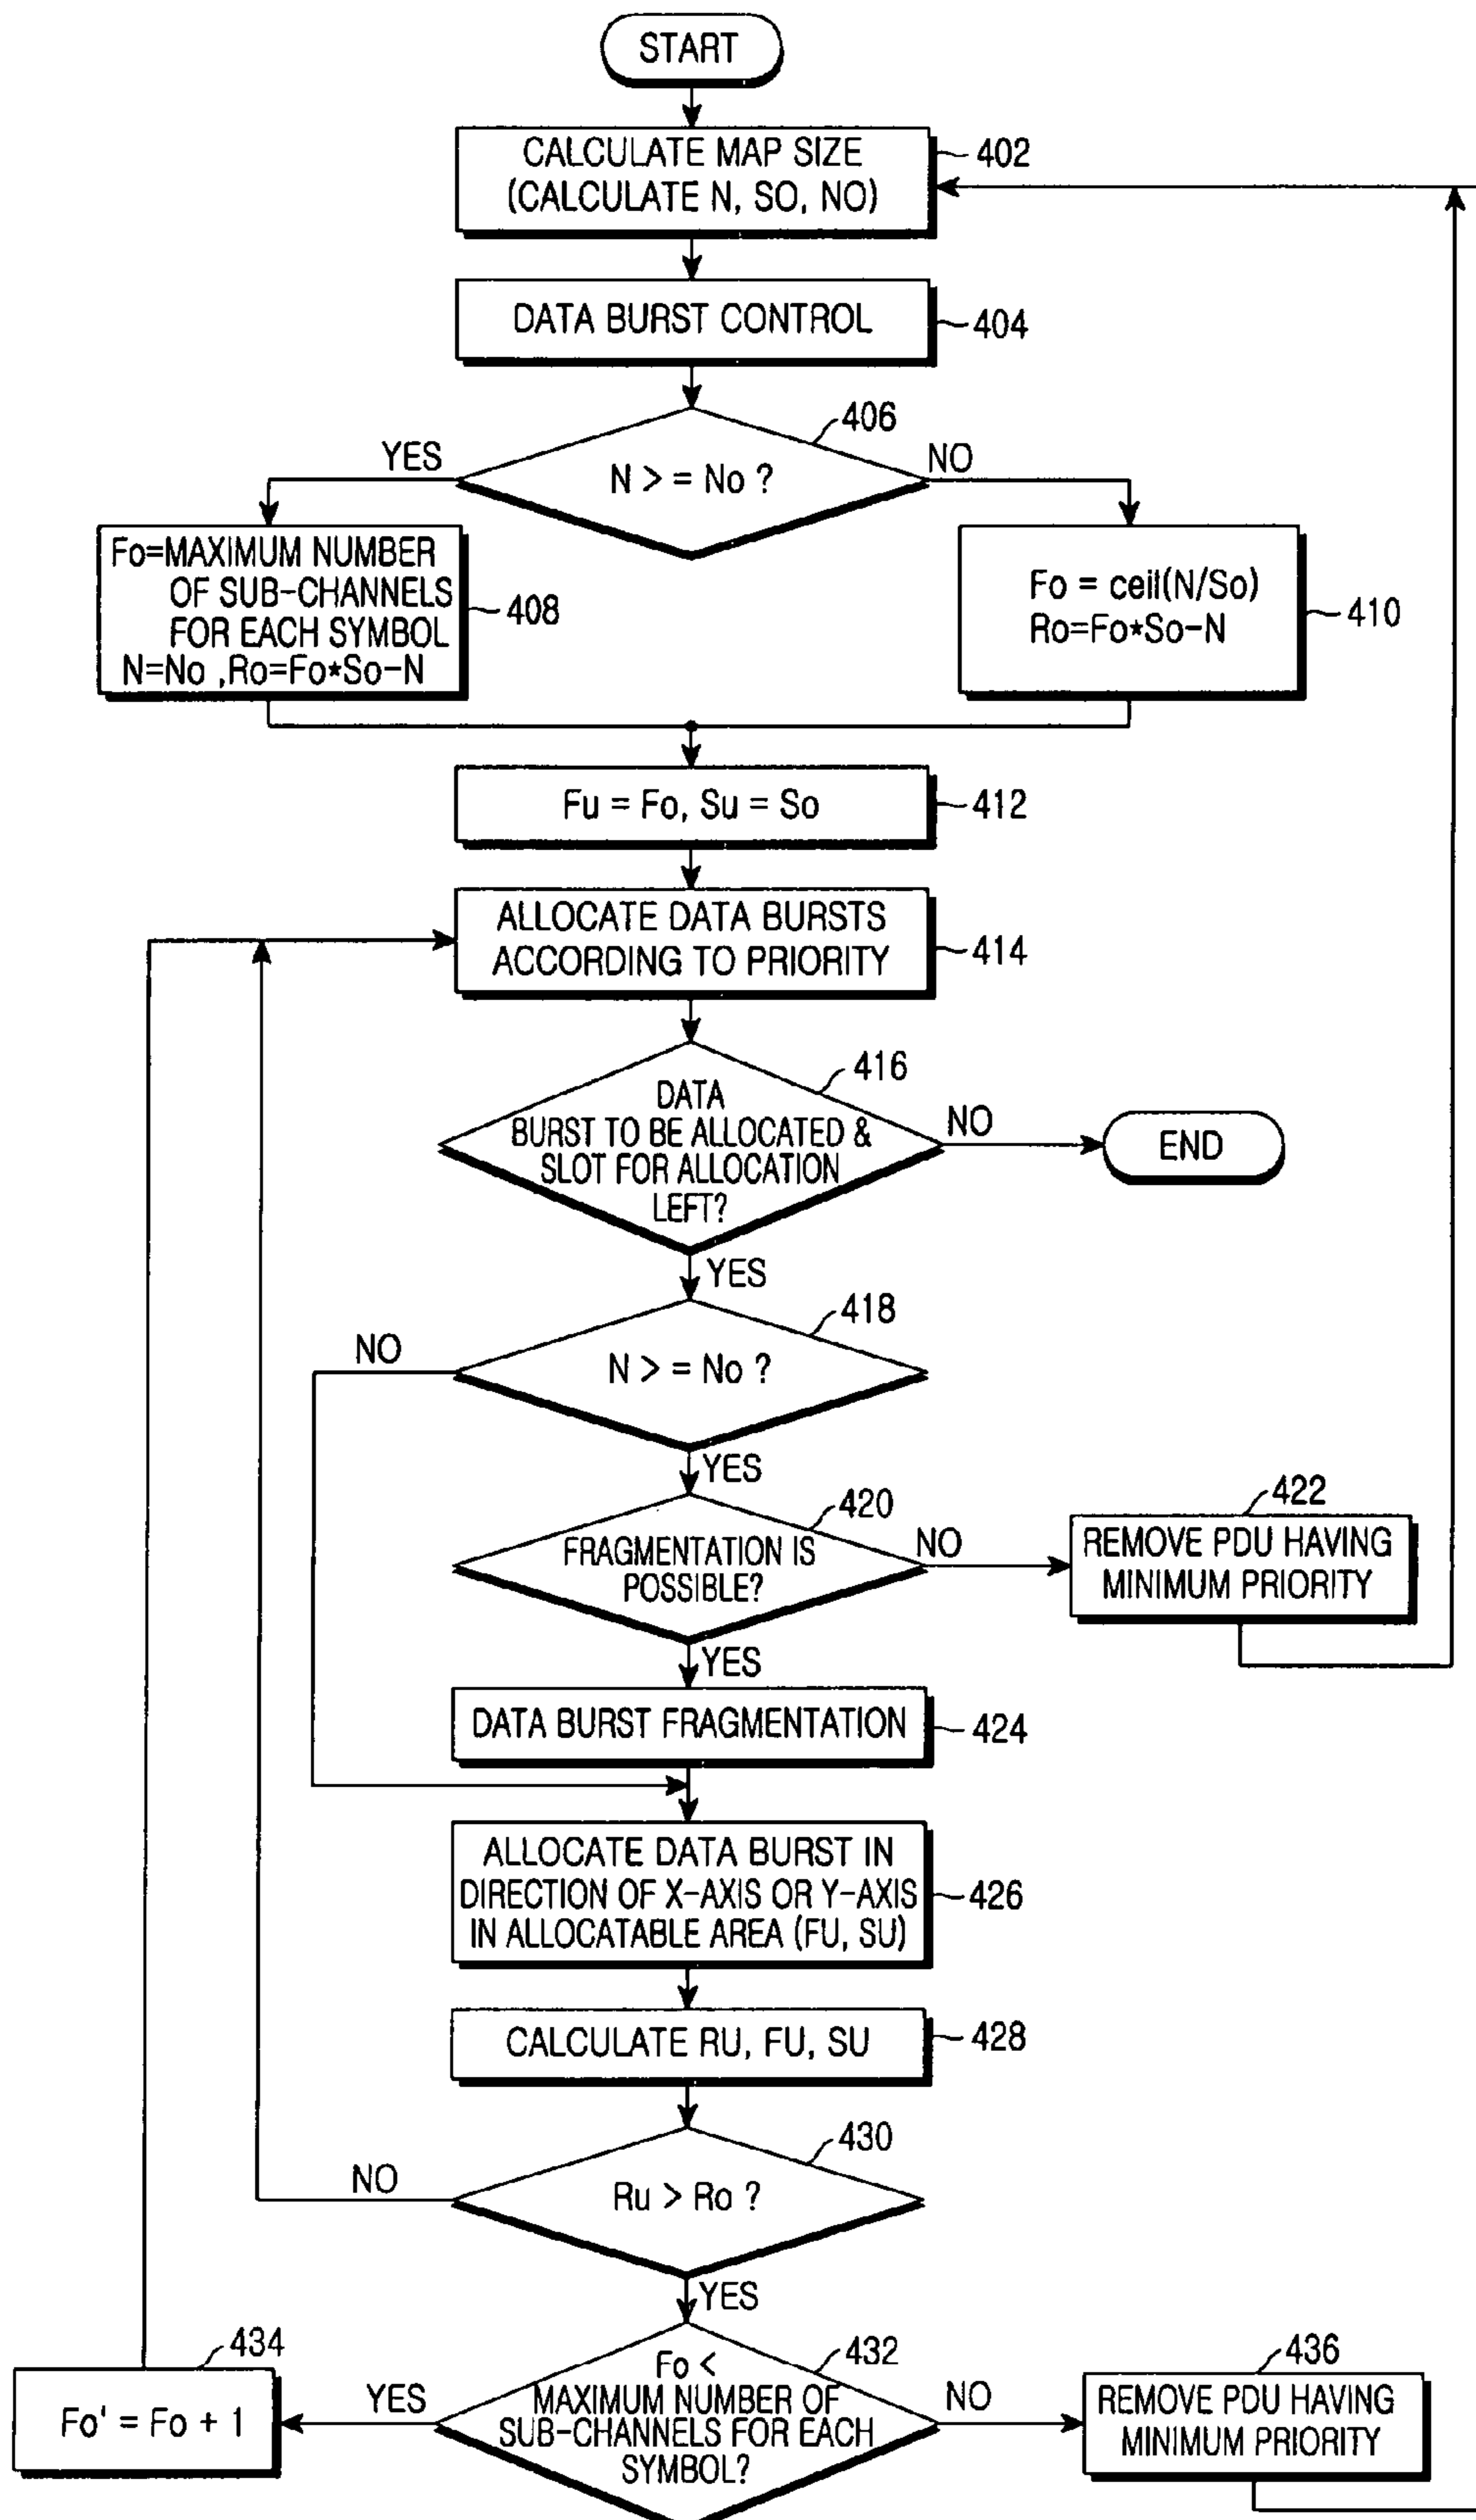 START
CALCULATE MAP SIZE
(CALCULATE N, SO, NO)
402
DATA BURST CONTROL
404
406
N > = No ?
YES
NO
Fo=MAXIMUM NUMBER
OF SUB-CHANNELS
FOR EACH SYMBOL
N=No ,Ro=Fo*So-N
408
Fo = ceil(N/So)
Ro=Fo*So-N
410
Fu = Fo, Su = So
412
ALLOCATE DATA BURSTS
ACCORDING TO PRIORITY
414
416
DATA
BURST TO BE ALLOCATED &
SLOT FOR ALLOCATION
LEFT?
NO
END
YES
418
NO
N > = No ?
YES
420
FRAGMENTATION IS
POSSIBLE?
NO
422
REMOVE PDU HAVING
MINIMUM PRIORITY
YES
DATA BURST FRAGMENTATION
424
ALLOCATE DATA BURST IN
DIRECTION OF X-AXIS OR Y-AXIS
IN ALLOCATABLE AREA (FU, SU)
426
CALCULATE RU, FU, SU
428
430
NO
Ru > Ro ?
YES
434
Fo' = Fo + 1
YES
432
Fo <
MAXIMUM NUMBER OF
SUB-CHANNELS FOR EACH
SYMBOL?
NO
436
REMOVE PDU HAVING
MINIMUM PRIORITY